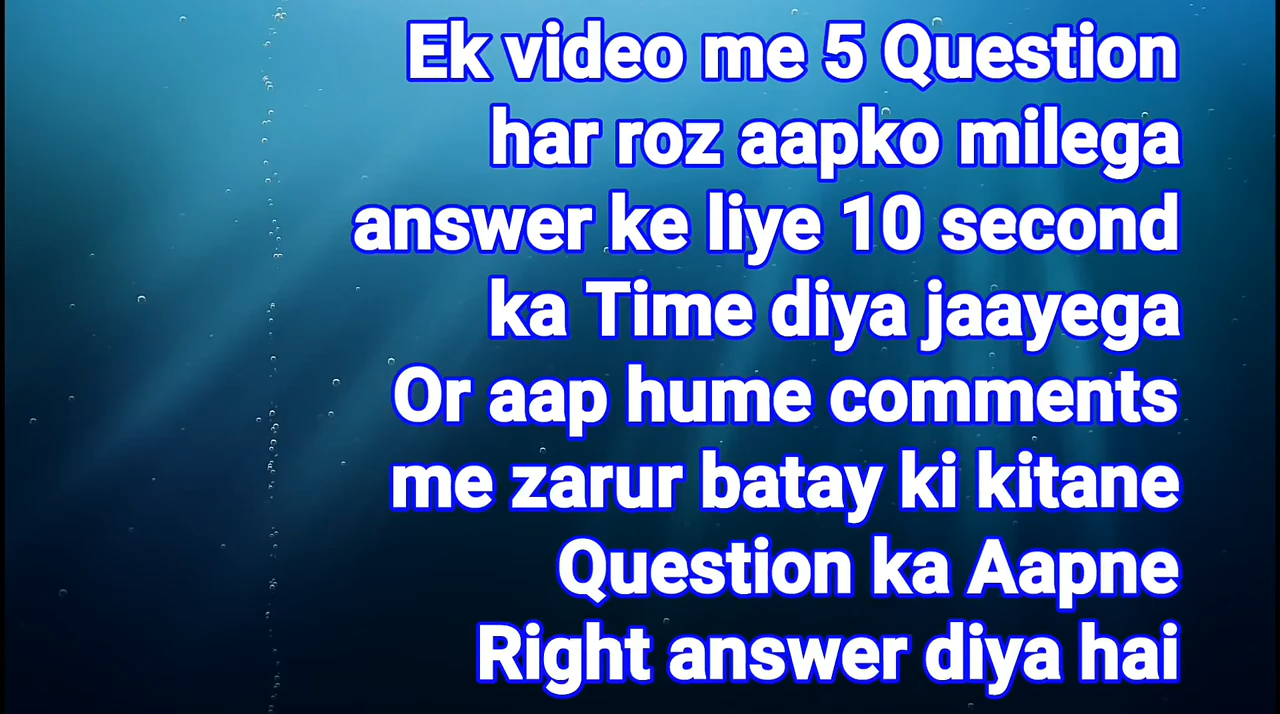 Ek video me 5 Question
har roz aapko milega
answer ke liye 10 second
ka Time diya jaayega
Or aap hume comments
me zarur batay ki kitane
Question ka Aapne
Right answer diya hai